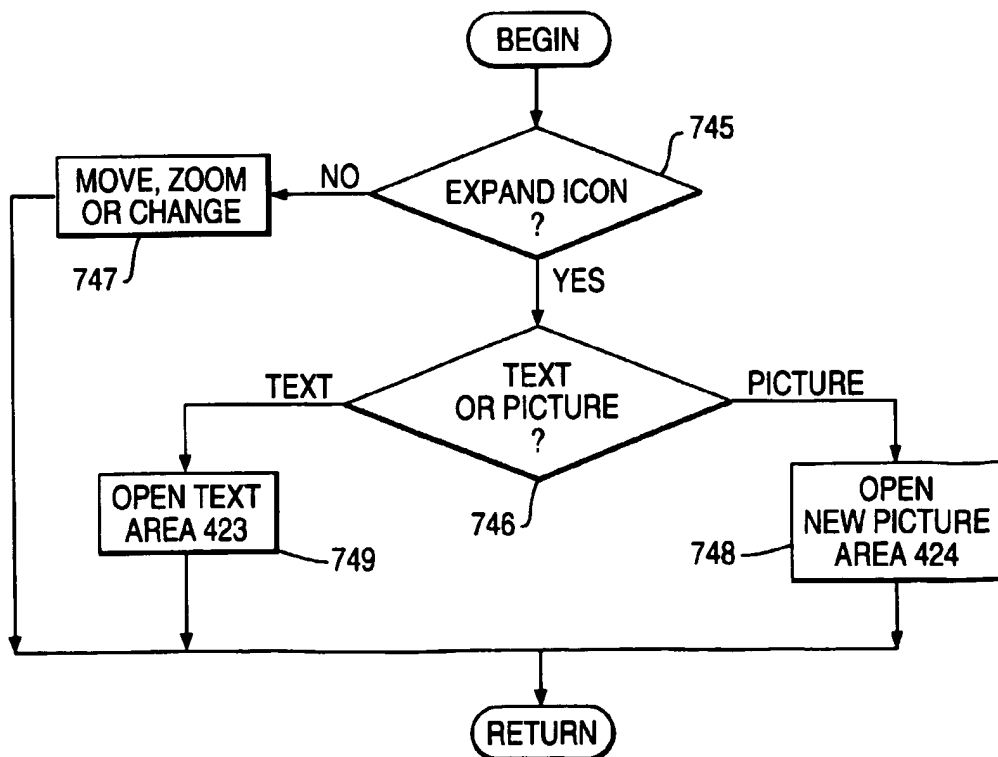 BEGIN
745
EXPAND ICON
?
NO
MOVE, ZOOM
OR CHANGE
747
YES
TEXT
OR PICTURE
?
TEXT
PICTURE
746
OPEN TEXT
AREA 423
749
OPEN
NEW PICTURE
AREA 424
748
RETURN